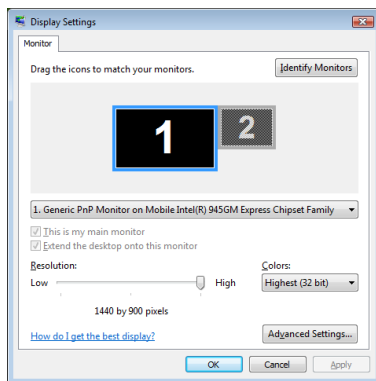 Display Settings
Monitor
Drag the icons to match your monitors.
Identify Monitors
1
2
1. Generic PnP Monitor on Mobile Intel(R) 945GM Express Chipset Family
This is my main monitor
Extend the desktop onto this monitor
Resolution:
Colors:
Low
High
Highest (32 bit)
1440 by 900 pixels
How do I get the best display?
Advanced Settings...
OK
Cancel
Apply